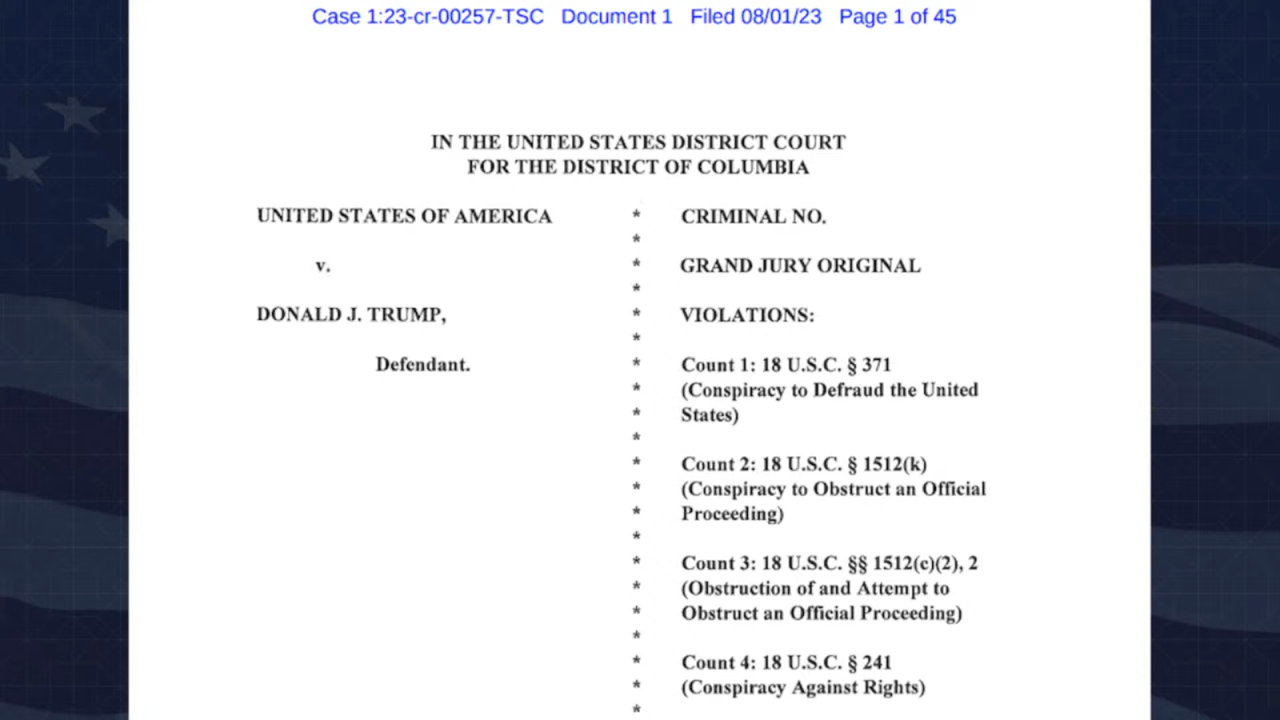 Case 1:23-cr-00257-TSC Document 1 Filed 08/01/23 Page 1 of 45
IN THE UNITED STATES DISTRICT COURT
FOR THE DISTRICT OF COLUMBIA
UNITED STATES OF AMERICA * CRIMINAL NO.
*
v. * GRAND JURY ORIGINAL
*
DONALD J. TRUMP, * VIOLATIONS:
*
Defendant. * Count 1: 18 U.S.C. § 371
* (Conspiracy to Defraud the United
* States)
*
* Count 2: 18 U.S.C. § 1512(k)
* (Conspiracy to Obstruct an Official
* Proceeding)
*
* Count 3: 18 U.S.C. §§ 1512(c)(2), 2
* (Obstruction of and Attempt to
* Obstruct an Official Proceeding)
*
* Count 4: 18 U.S.C. § 241
* (Conspiracy Against Rights)
*